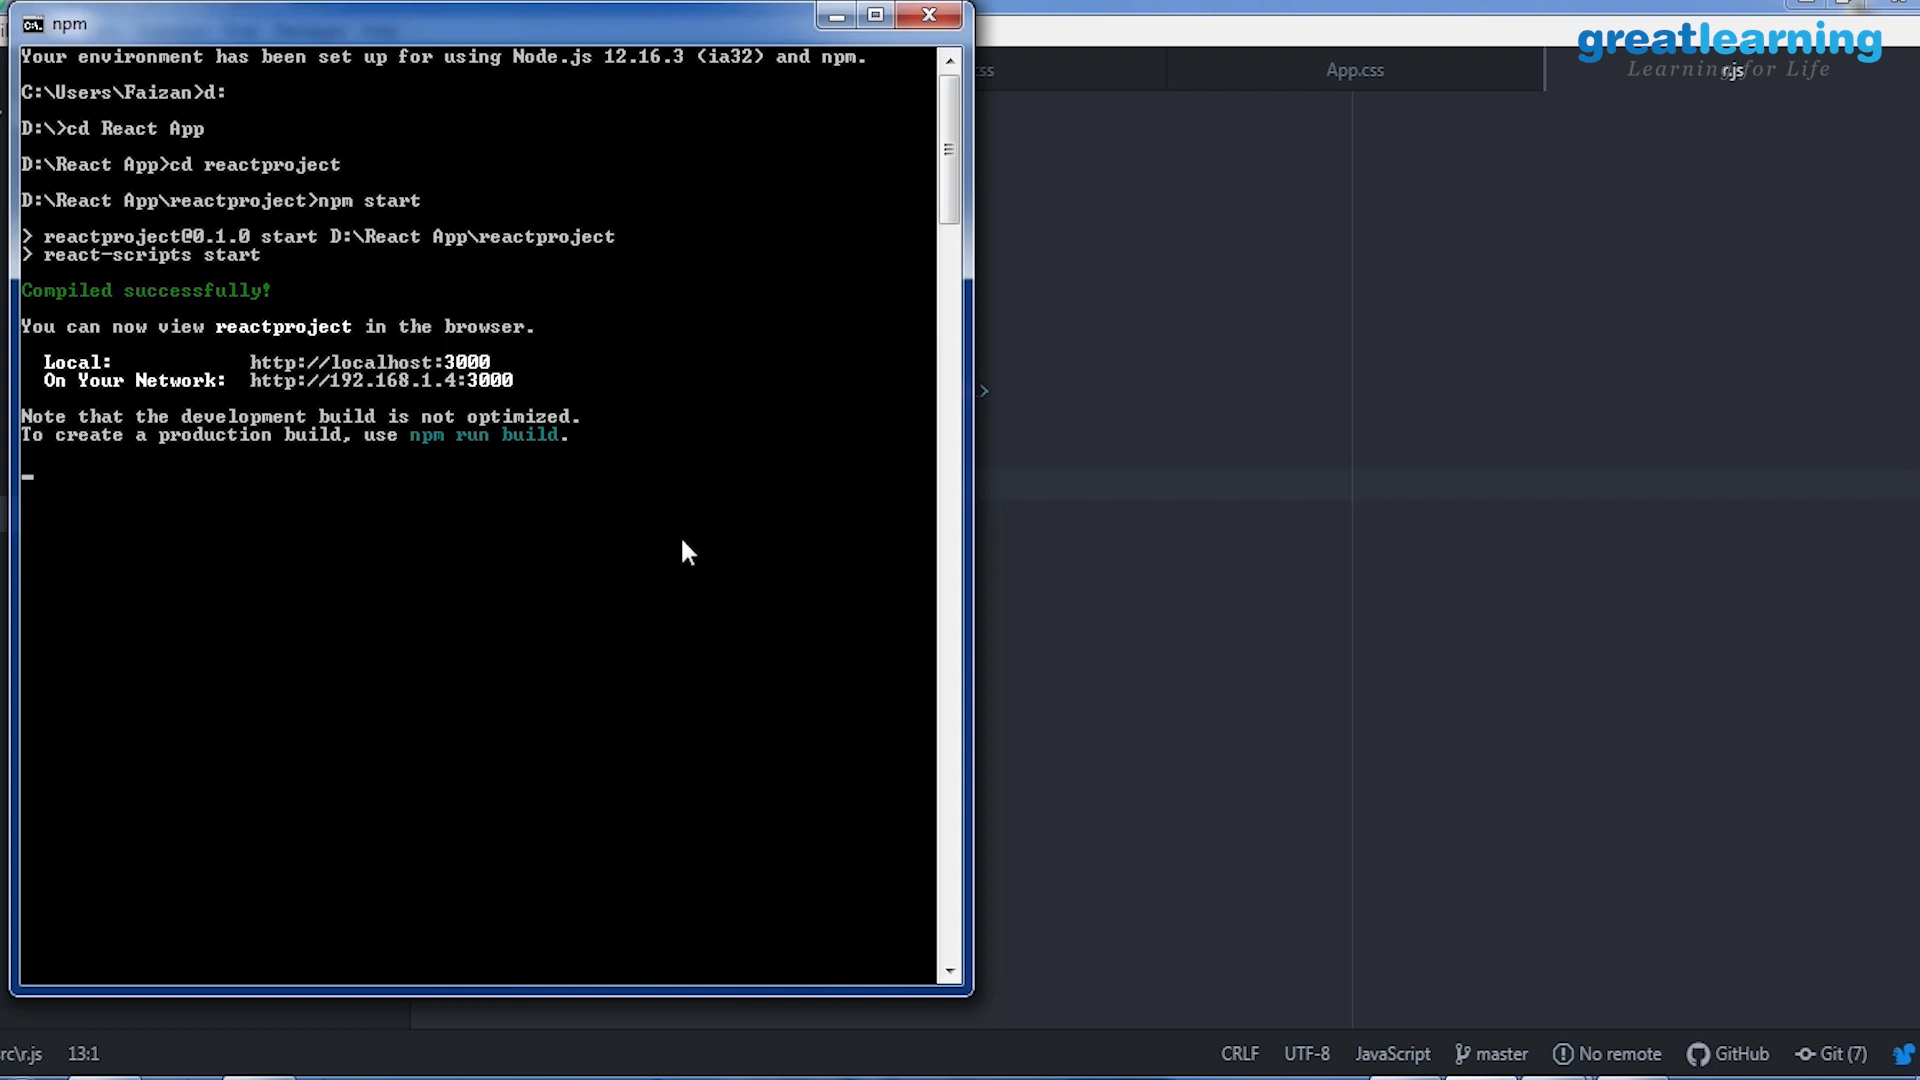 npm
Your environment has been set up for using Node.js 12.16.3 (ia32) and npm.
C:\Users\Faizan>d:
D:\>cd React App
D:\React App>cd reactproject
D:\React App\reactproject>npm start
> reactproject@0.1.0 start D:\React App\reactproject
> react-scripts start
Compiled successfully!
You can now view reactproject in the browser.
Local: http://localhost:3000
On Your Network: http://192.168.1.4:3000
Note that the development build is not optimized.
To create a production build, use npm run build.
greatlearning
Learning for Life
css App.css r.js
>
src\r.js 13:1 CRLF UTF-8 JavaScript master No remote GitHub Git (7)